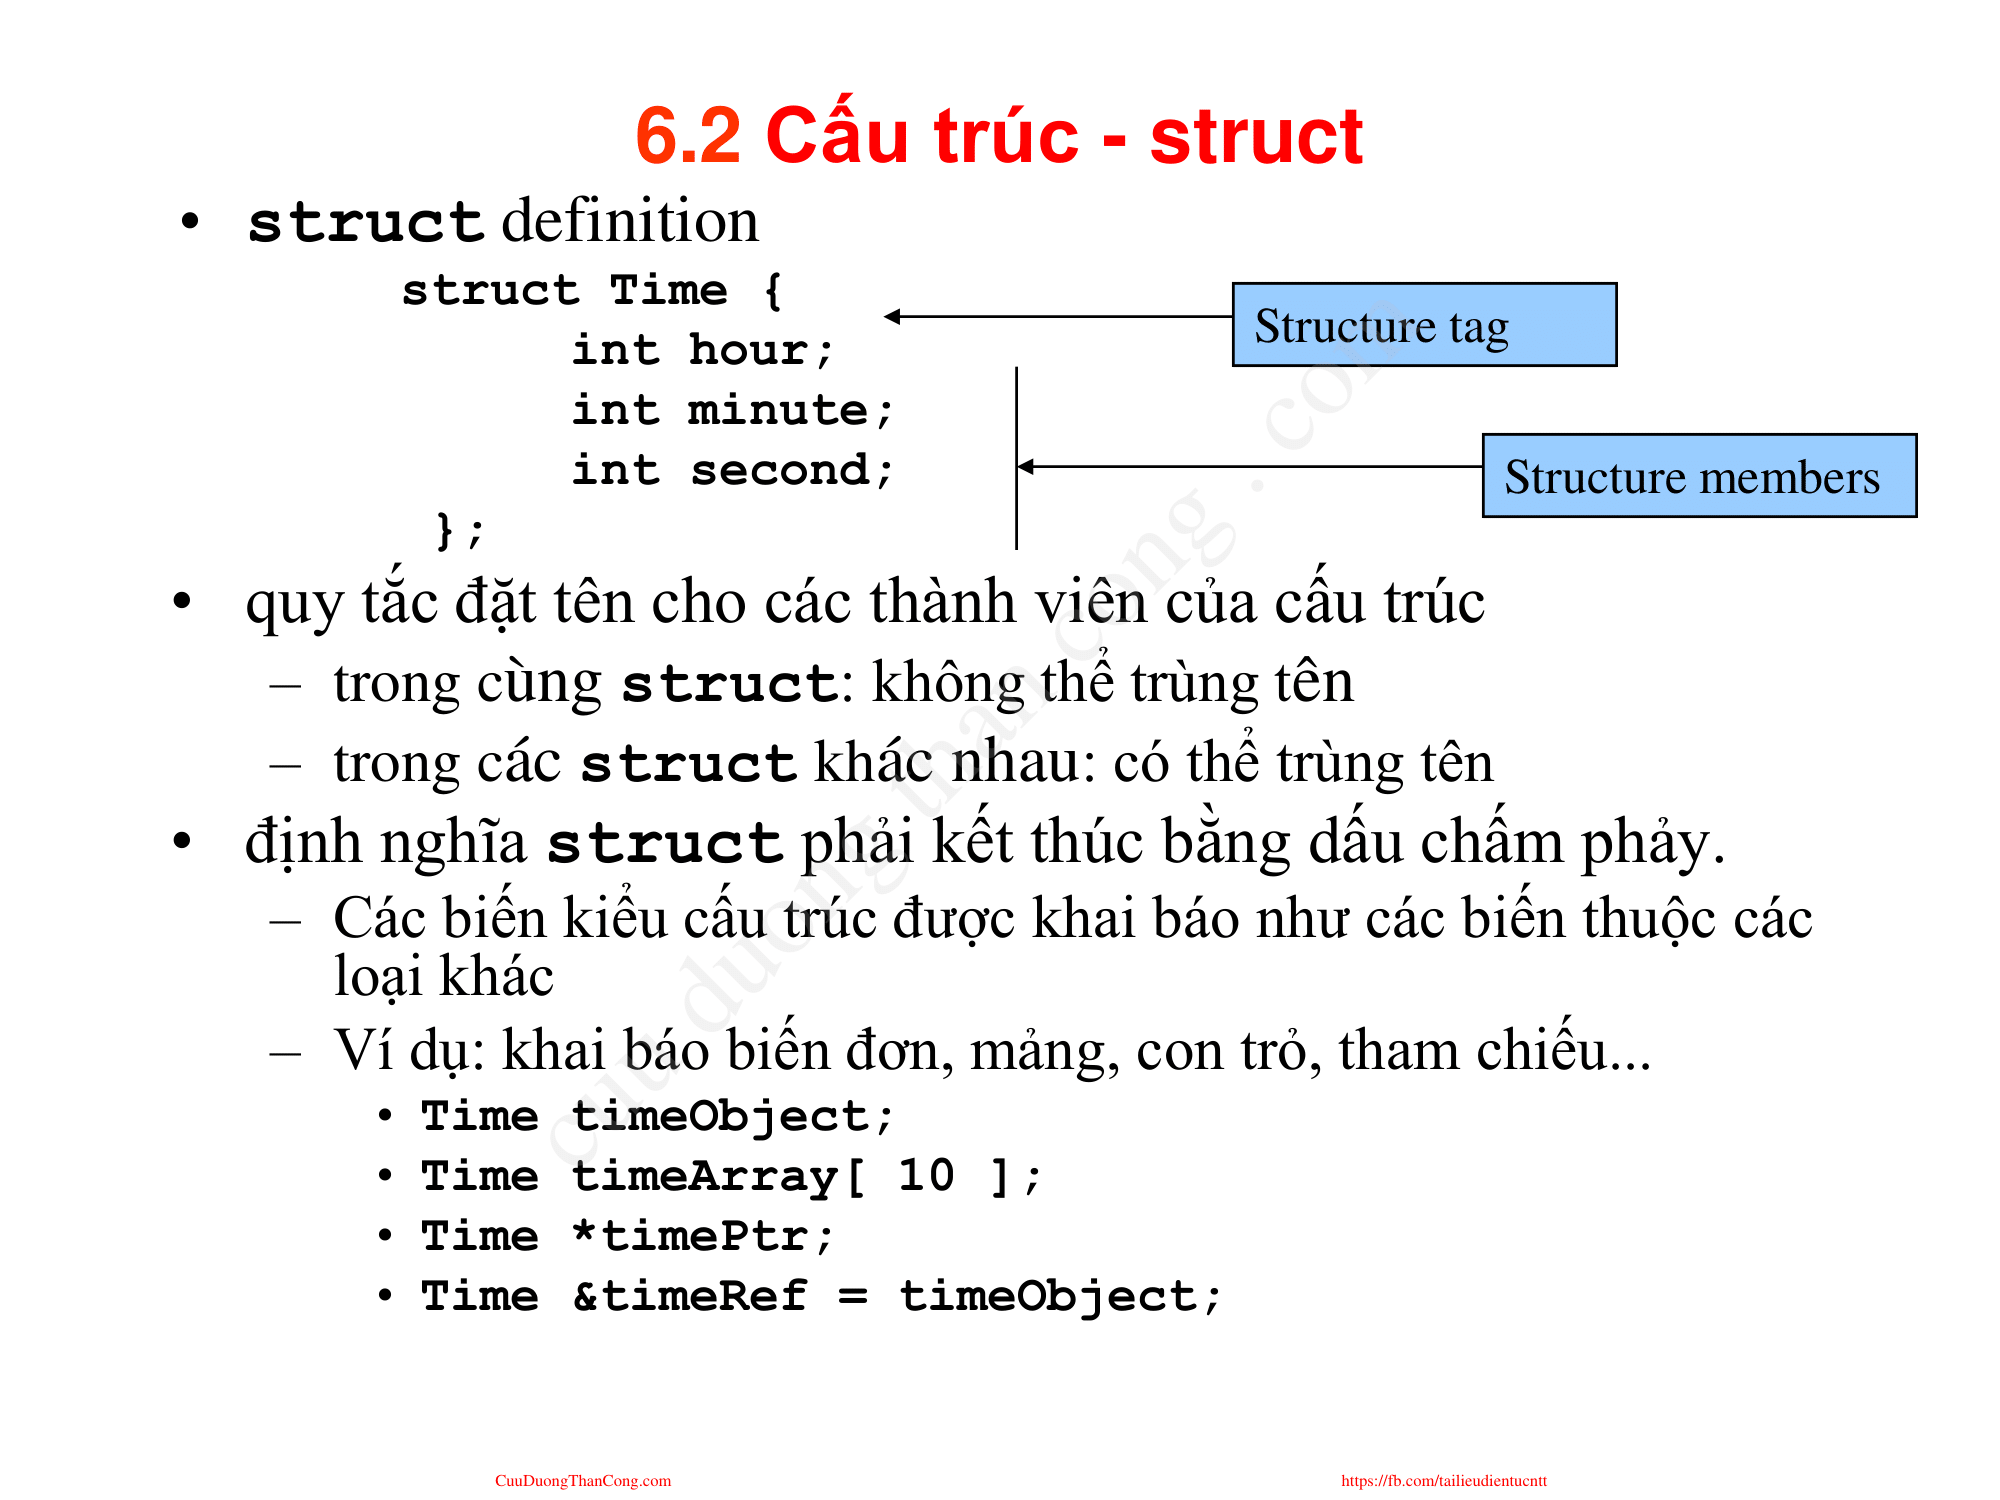 6.2 Cấu trúc - struct
• struct definition
struct Time {
Structure tag
int hour;
int minute;
int second;
Structure members
};
• quy tắc đặt tên cho các thành viên của cấu trúc
– trong cùng struct: không thể trùng tên
– trong các struct khác nhau: có thể trùng tên
• định nghĩa struct phải kết thúc bằng dấu chấm phảy.
– Các biến kiểu cấu trúc được khai báo như các biến thuộc các
loại khác
– Ví dụ: khai báo biến đơn, mảng, con trỏ, tham chiếu...
• Time timeObject;
• Time timeArray[ 10 ];
• Time *timePtr;
• Time &timeRef = timeObject;
cuu duong than cong . com
CuuDuongThanCong.com
https://fb.com/tailieudientucntt